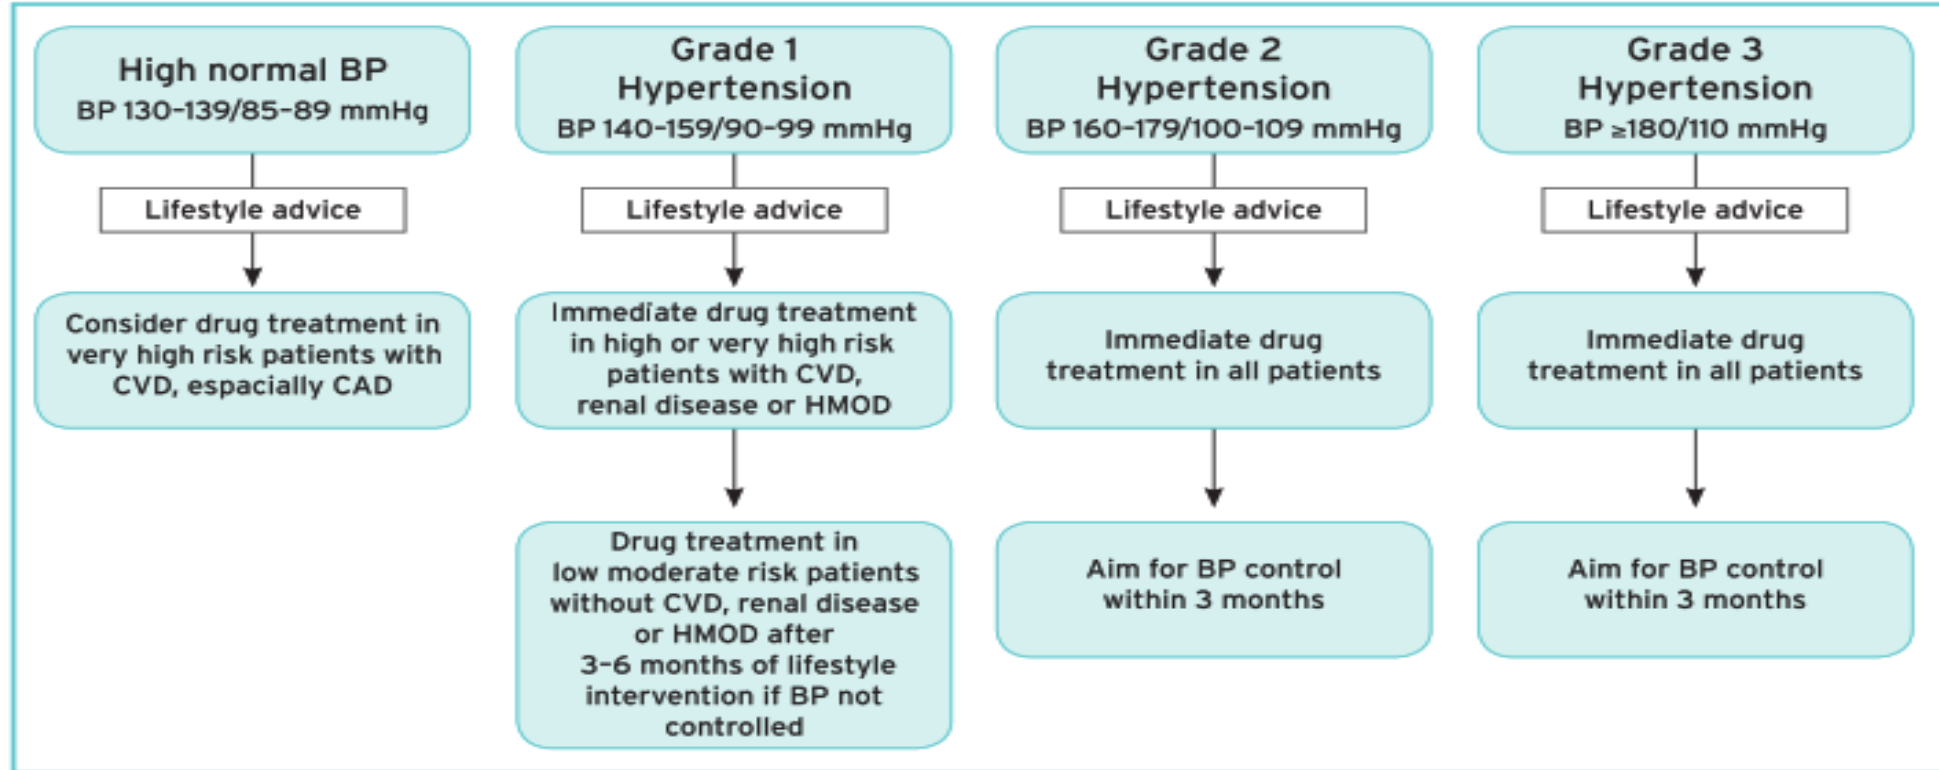 High normal BP
BP 130-139/85-89 mmHg
Lifestyle advice
Consider drug treatment in
very high risk patients with
CVD, espacially CAD
Grade 1
Hypertension
BP 140-159/90-99 mmHg
Lifestyle advice
Immediate drug treatment
in high or very high risk
patients with CVD,
renal disease or HMOD
Drug treatment in
low moderate risk patients
without CVD, renal disease
or HMOD after
3-6 months of lifestyle
intervention if BP not
controlled
Grade 2
Hypertension
BP 160-179/100-109 mmHg
Lifestyle advice
Immediate drug
treatment in all patients
Aim for BP control
within 3 months
Grade 3
Hypertension
BP ≥180/110 mmHg
Lifestyle advice
Immediate drug
treatment in all patients
Aim for BP control
within 3 months